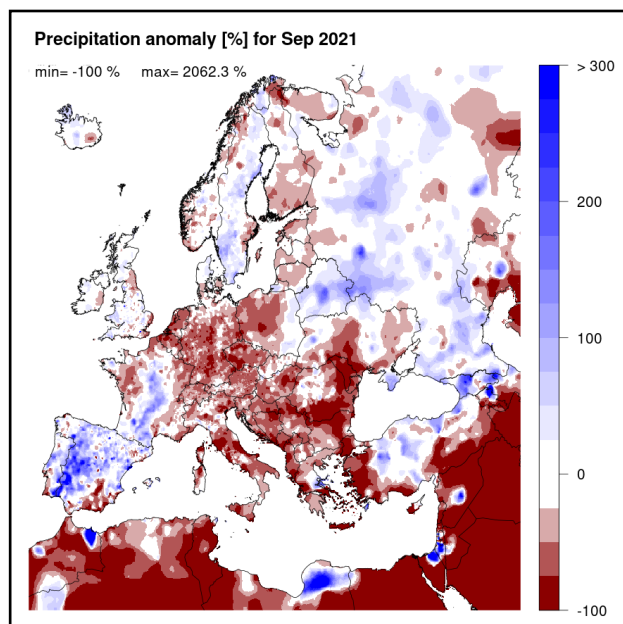 Precipitation anomaly [%] for Sep 2021
min= -100 % max= 2062.3 %
> 300
200
100
0
-100